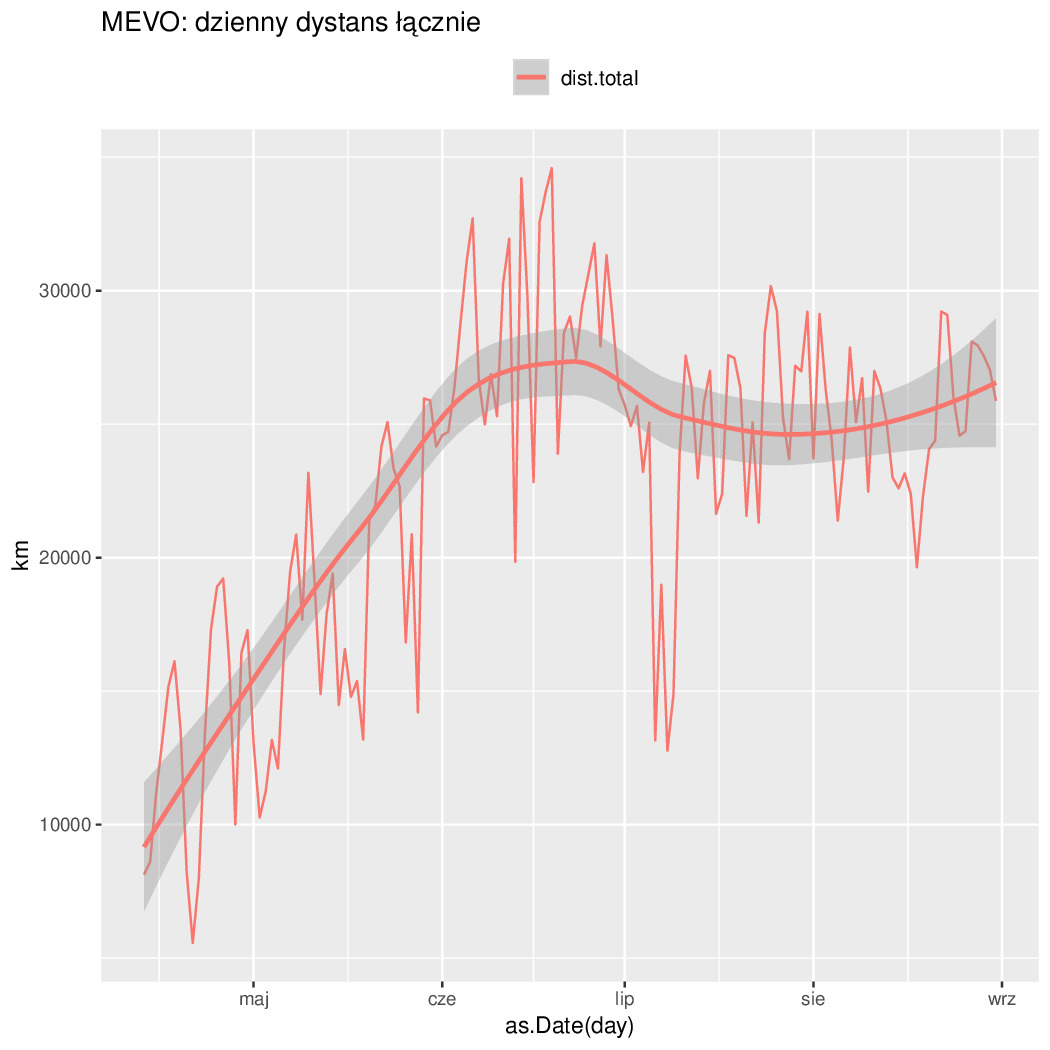 MEVO: dzienny dystans łącznie
dist.total
30000
20000
10000
km
maj cze lip sie wrz
as.Date(day)